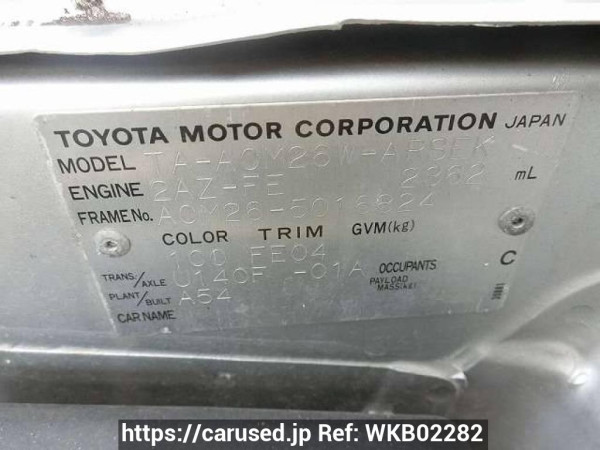 TOYOTA MOTOR CORPORATION JAPAN
MODEL TA-ACM26W-APSEK
ENGINE 2AZ-FE 2362 mL
FRAME No. ACM26-5016824
COLOR TRIM GVM(kg)
1C0 FE04
TRANS./AXLE U140F -01A OCCUPANTS C
PLANT/BUILT A54 PAYLOAD MASS(kg)
CAR NAME
https://carused.jp Ref: WKB02282